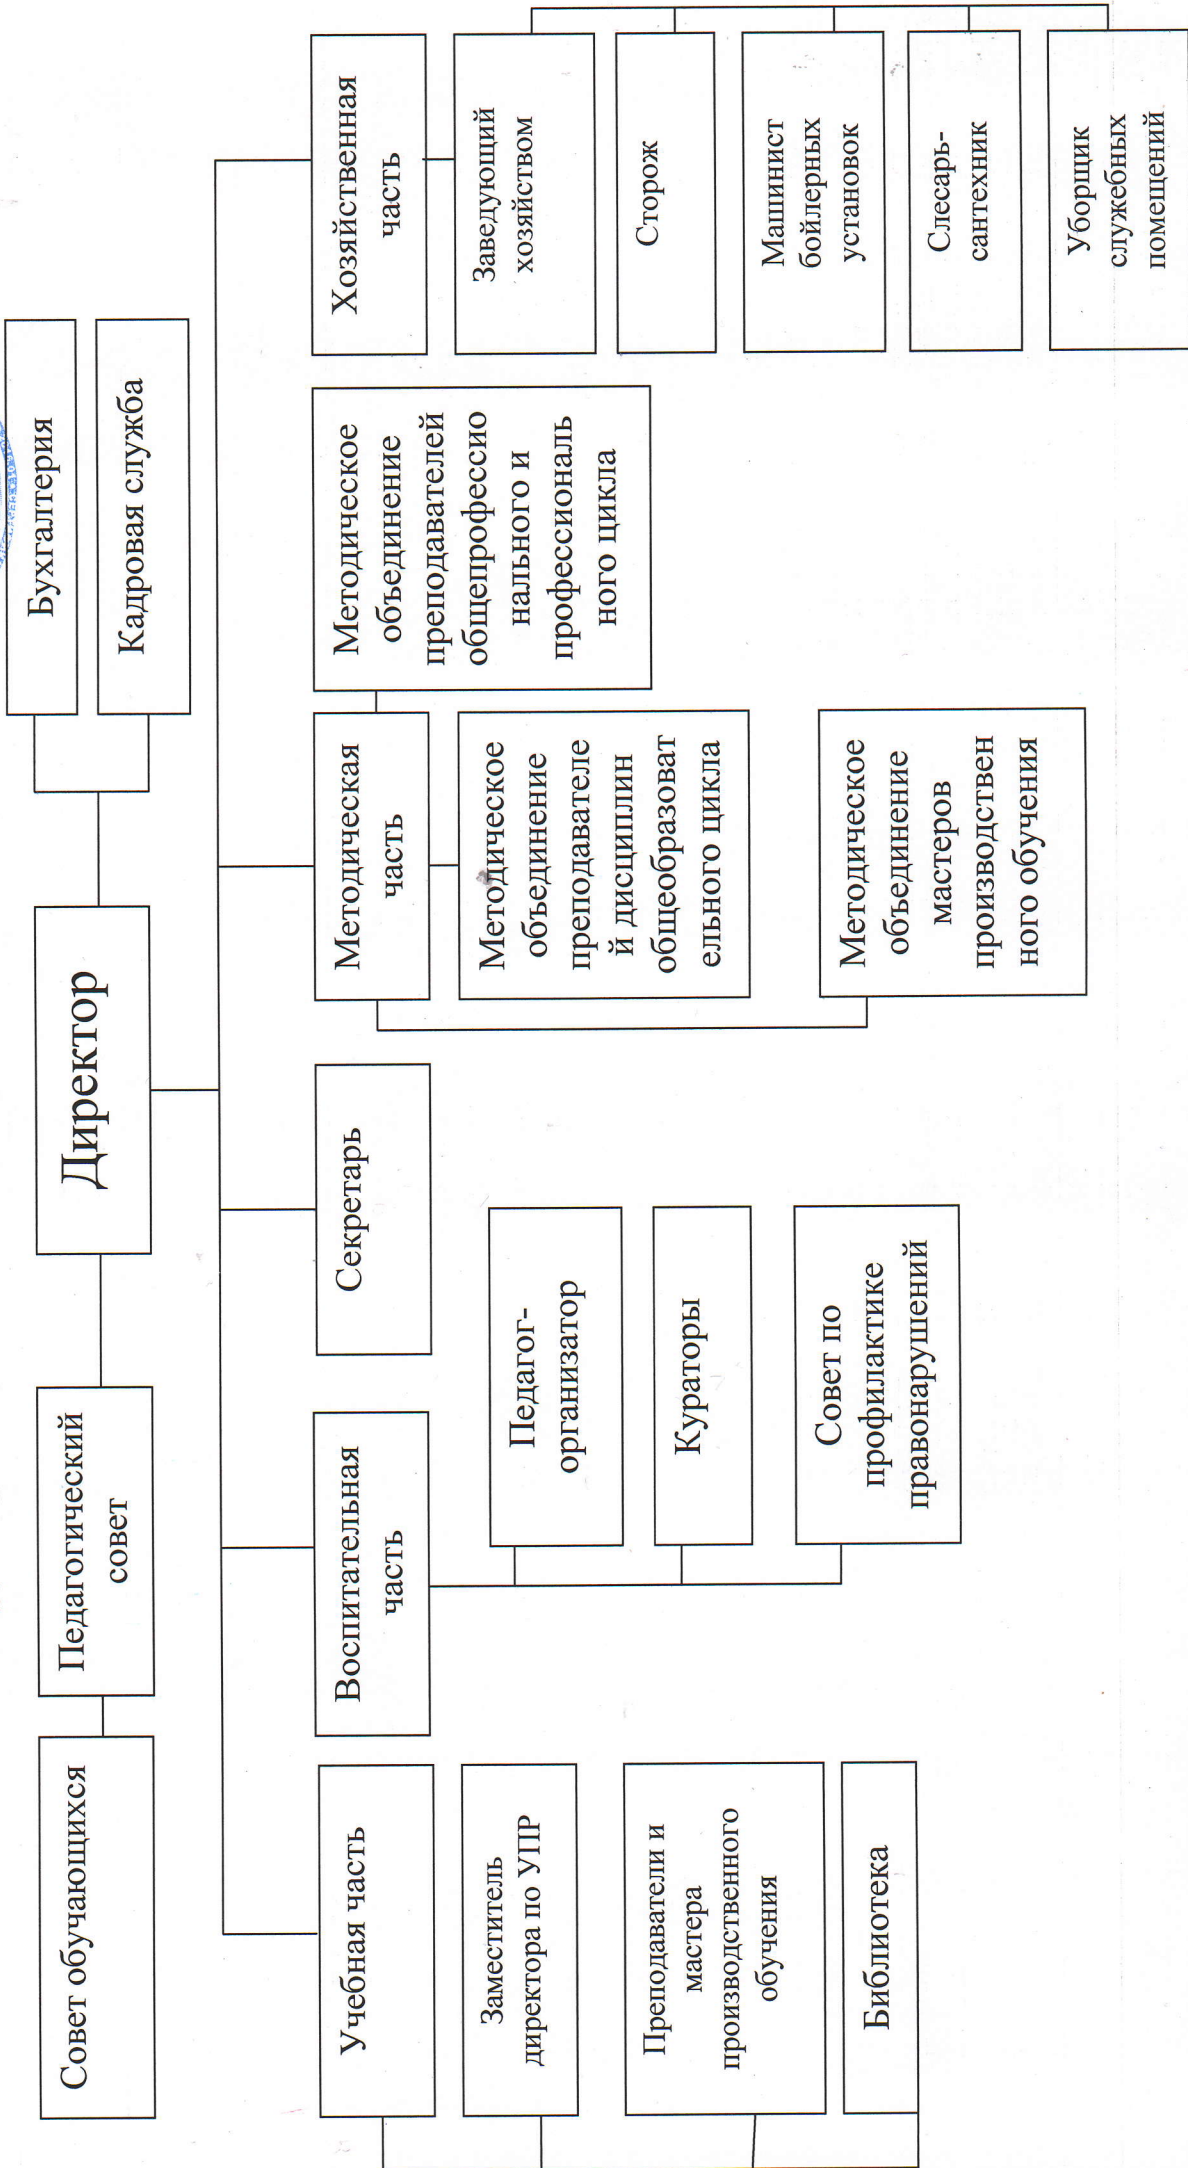 Бухгалтерия
Кадровая служба
Директор
Педагогический
совет
Совет обучающихся
Учебная часть
Заместитель
директора по УПР
Преподаватели и
мастера
производственного
обучения
Библиотека
Воспитательная
часть
Педагог-
организатор
Кураторы
Совет по
профилактике
правонарушений
Секретарь
Методическая
часть
Методическое
объединение
преподавателе
й дисциплин
общеобразоват
ельного цикла
Методическое
объединение
мастеров
производствен
ного обучения
Методическое
объединение
преподавателей
общепрофессио
нального и
профессиональ
ного цикла
Хозяйственная
часть
Заведующий
хозяйством
Сторож
Машинист
бойлерных
установок
Слесарь-
сантехник
Уборщик
служебных
помещений